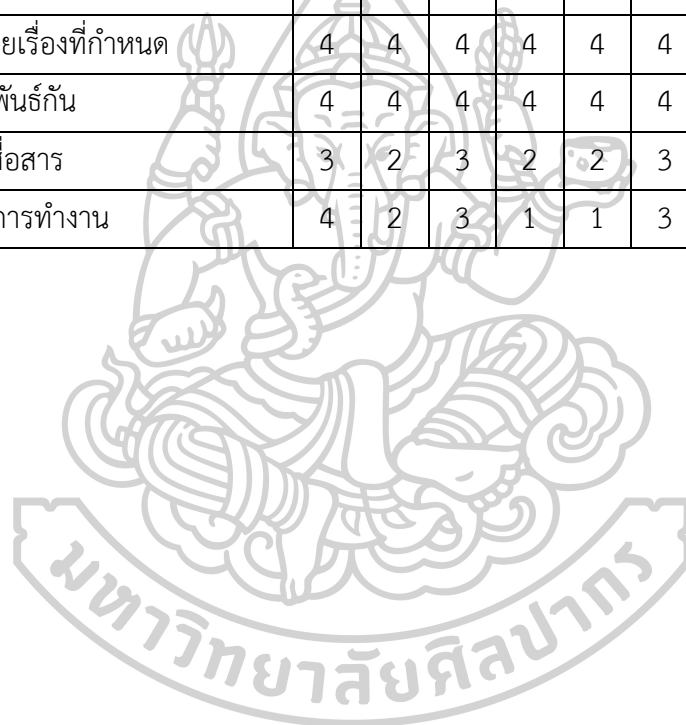 ยเรื่องที่กำหนด 4 4 4 4 4 4
พันธ์กัน 4 4 4 4 4 4
สื่อสาร 3 2 3 2 2 3
การทำงาน 4 2 3 1 1 3
มหาวิทยาลัยศิลปากร